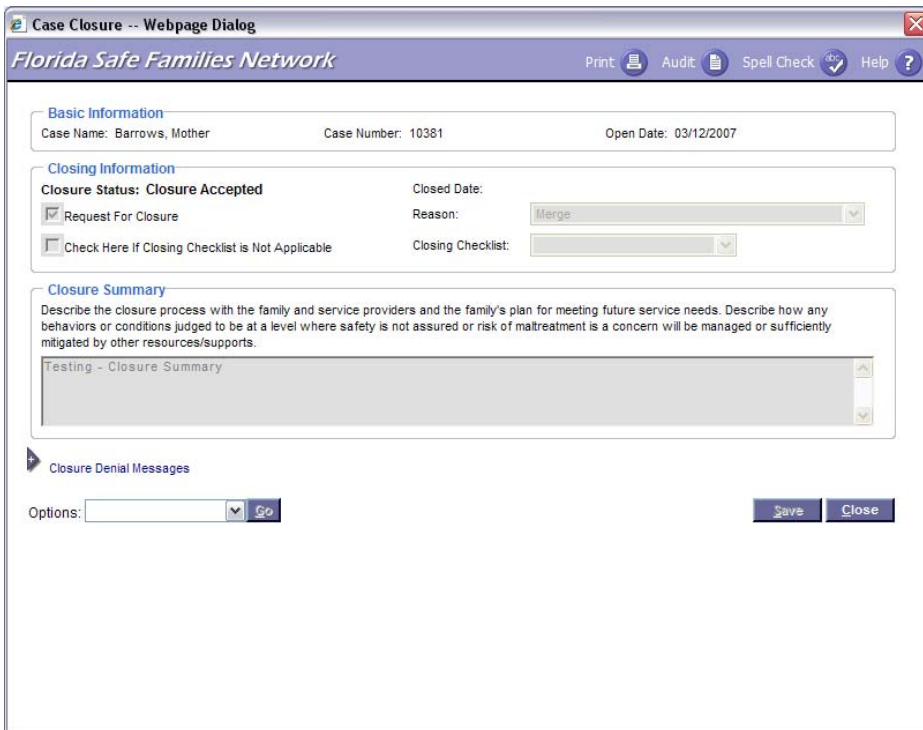 Case Closure -- Webpage Dialog
Florida Safe Families Network
Print Audit abc Spell Check Help ?
Basic Information
Case Name: Barrows, Mother Case Number: 10381 Open Date: 03/12/2007
Closing Information
Closure Status: Closure Accepted Closed Date:
Request For Closure Reason: Merge
Check Here If Closing Checklist is Not Applicable Closing Checklist:
Closure Summary
Describe the closure process with the family and service providers and the family's plan for meeting future service needs. Describe how any
behaviors or conditions judged to be at a level where safety is not assured or risk of maltreatment is a concern will be managed or sufficiently
mitigated by other resources/supports.
Testing - Closure Summary
Closure Denial Messages
Options: Go Save Close